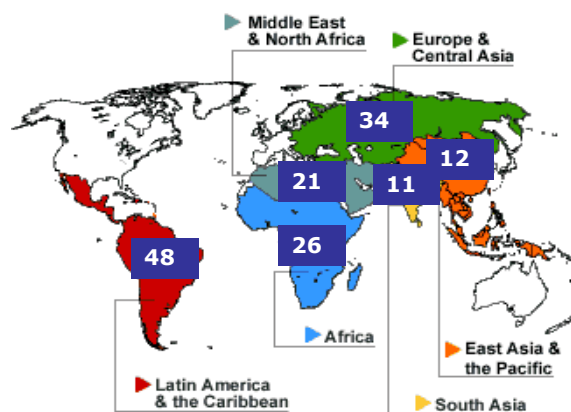 Middle East
& North Africa
Europe &
Central Asia
34
12
21
11
26
48
Africa
East Asia &
the Pacific
Latin America
& the Caribbean
South Asia